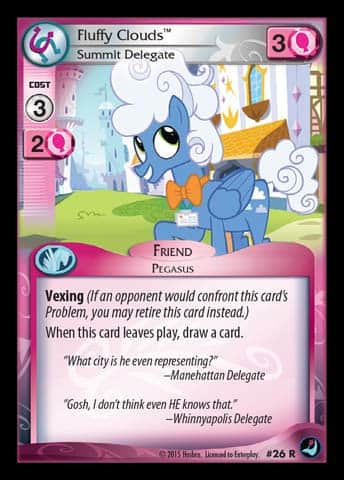 Fluffy Clouds™
Summit Delegate
3
COST
3
2
FRIEND
PEGASUS
Vexing (If an opponent would confront this card's
Problem, you may retire this card instead.)
When this card leaves play, draw a card.
"What city is he even representing?"
–Manehattan Delegate
"Gosh, I don't think even HE knows that."
–Whinnyapolis Delegate
© 2015 Hasbro. Licensed to Enterplay. #26 R